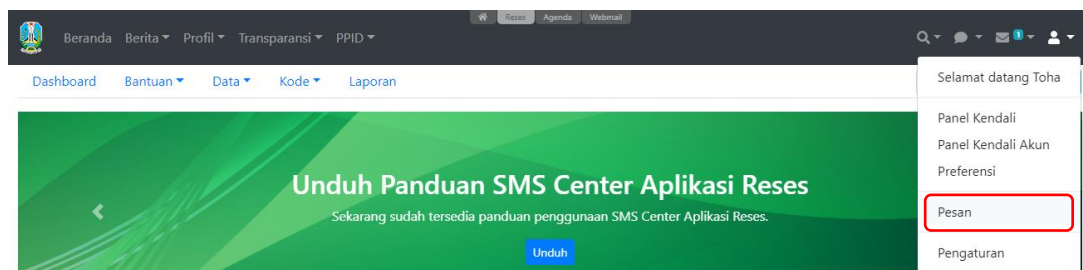 Reses Agenda Webmail
Beranda Berita Profil Transparansi PPID
1
Dashboard Bantuan Data Kode Laporan
Selamat datang Toha
Panel Kendali
Panel Kendali Akun
Preferensi
Pesan
Pengaturan
Unduh Panduan SMS Center Aplikasi Reses
Sekarang sudah tersedia panduan penggunaan SMS Center Aplikasi Reses.
Unduh